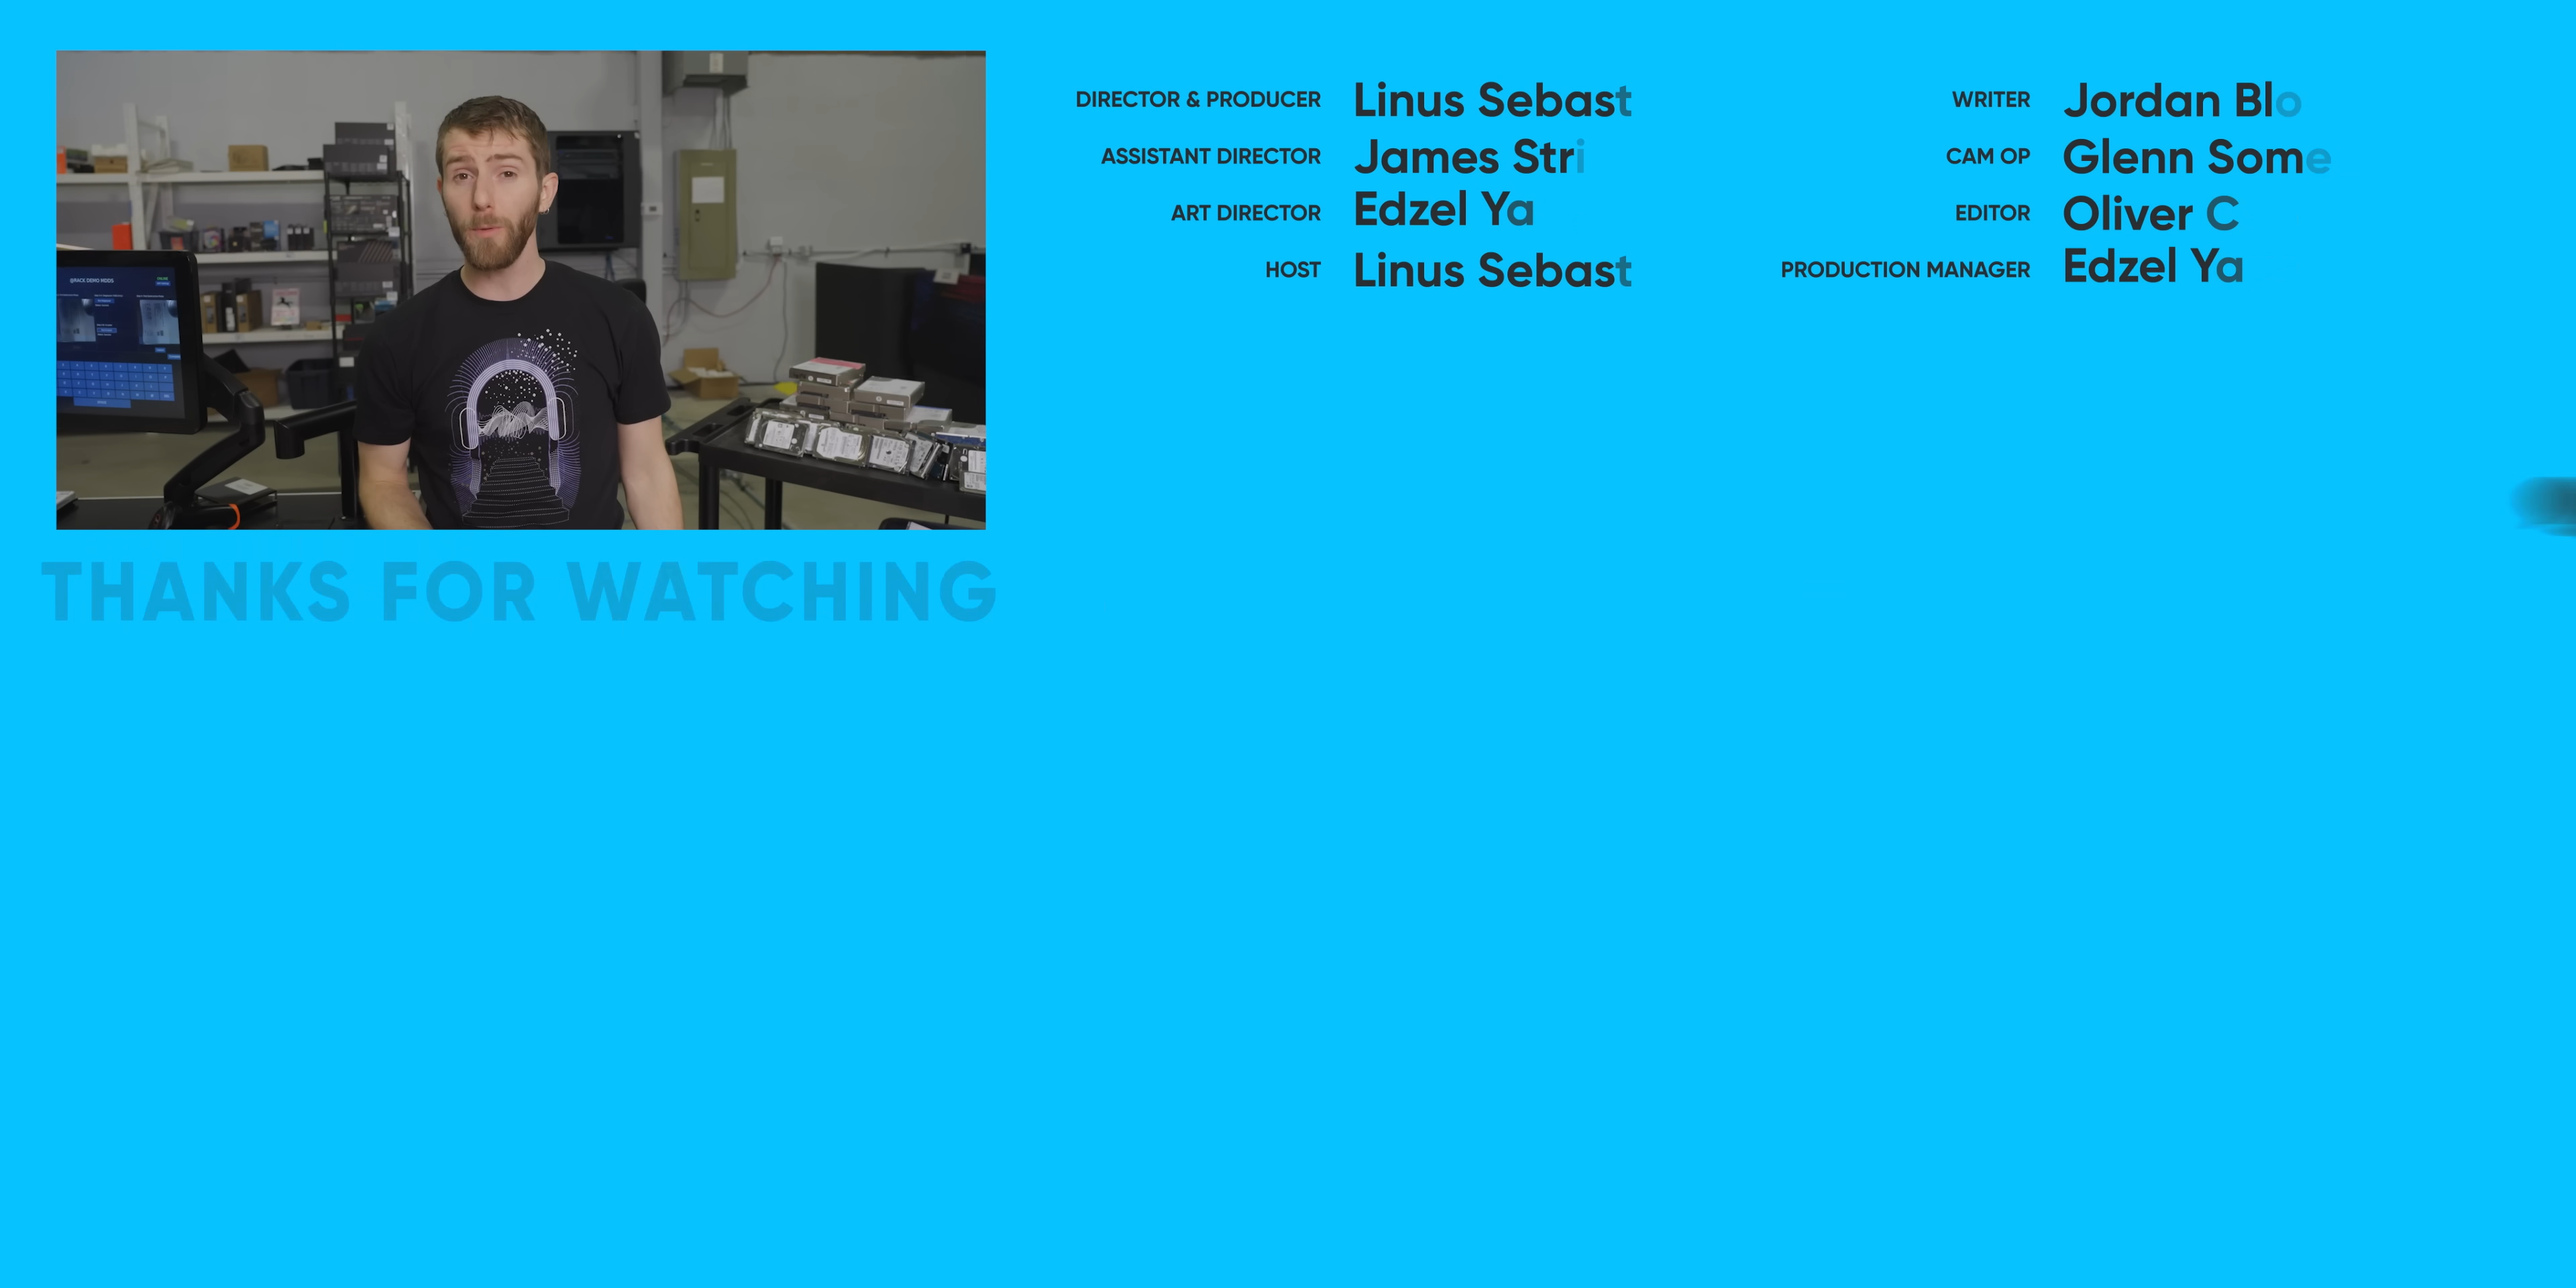 DIRECTOR & PRODUCER Linus Sebast
ASSISTANT DIRECTOR James Stri
ART DIRECTOR Edzel Ya
HOST Linus Sebast
WRITER Jordan Blo
CAM OP Glenn Some
EDITOR Oliver C
PRODUCTION MANAGER Edzel Ya
THANKS FOR WATCHING